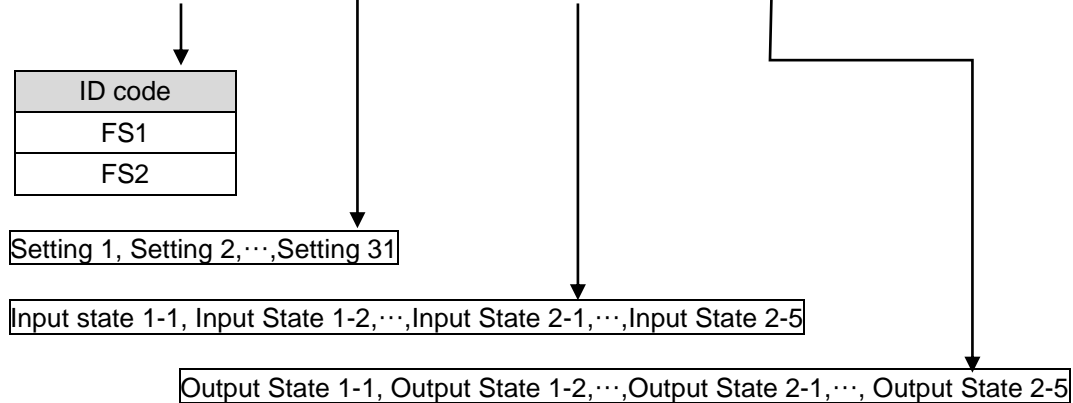 ID code
FS1
FS2
Setting 1, Setting 2,⋯,Setting 31
Input state 1-1, Input State 1-2,⋯,Input State 2-1,⋯,Input State 2-5
Output State 1-1, Output State 1-2,⋯,Output State 2-1,⋯, Output State 2-5